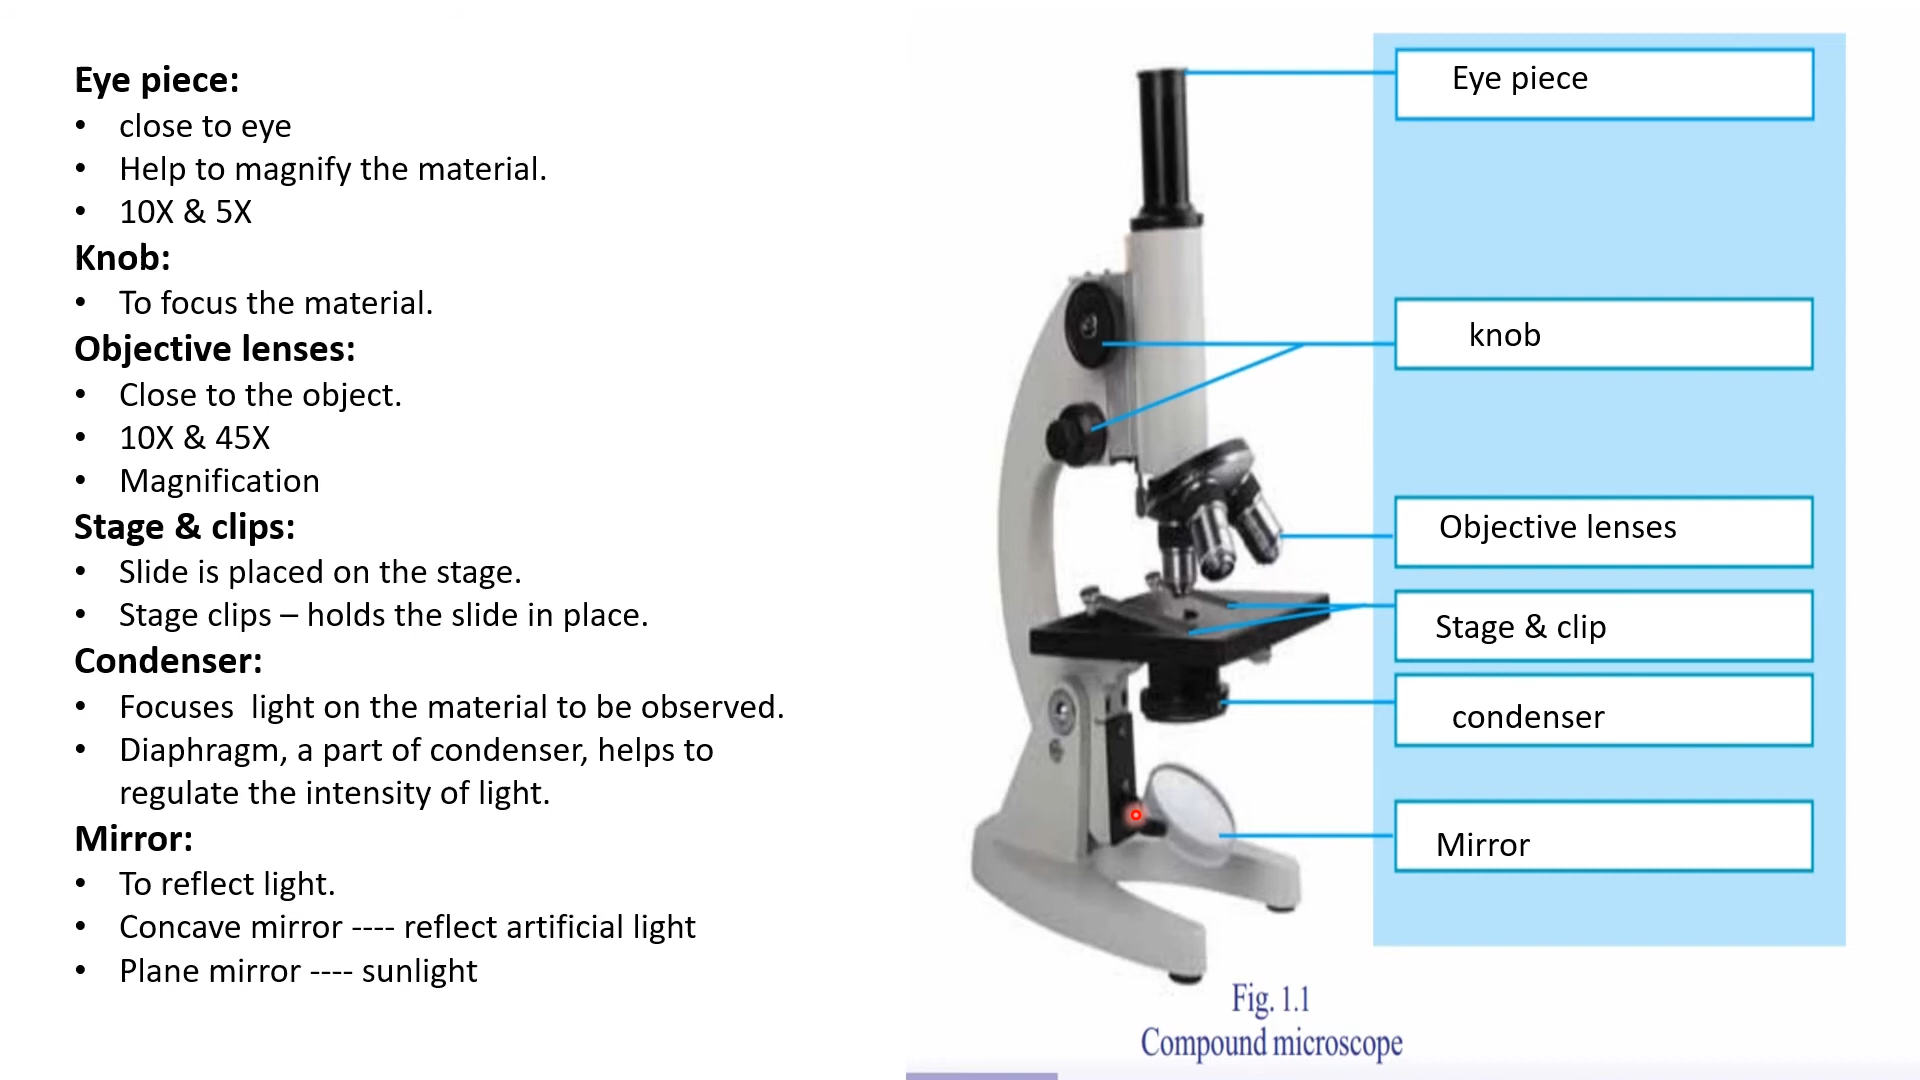 Eye piece:
• close to eye
• Help to magnify the material.
• 10X & 5X
Knob:
• To focus the material.
Objective lenses:
• Close to the object.
• 10X & 45X
• Magnification
Stage & clips:
• Slide is placed on the stage.
• Stage clips – holds the slide in place.
Condenser:
• Focuses  light on the material to be observed.
• Diaphragm, a part of condenser, helps to
regulate the intensity of light.
Mirror:
• To reflect light.
• Concave mirror ---- reflect artificial light
• Plane mirror ---- sunlight
Eye piece
knob
Objective lenses
Stage & clip
condenser
Mirror
Fig. 1.1
Compound microscope